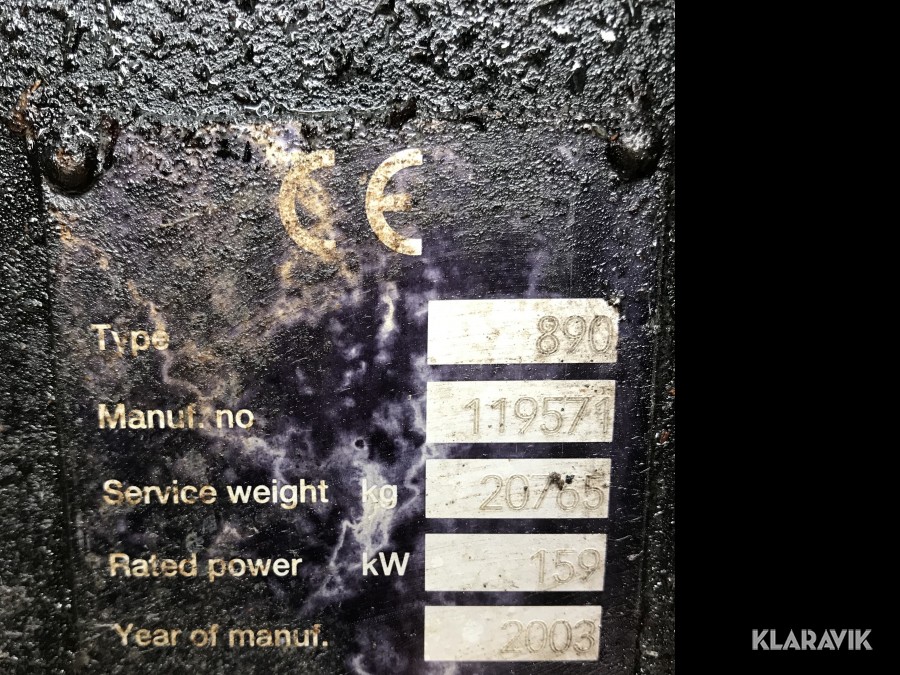 CE
Type 890
Manuf. no 119571
Service weight kg 20765
Rated power kW 159
Year of manuf. 2003
KLARAVIK